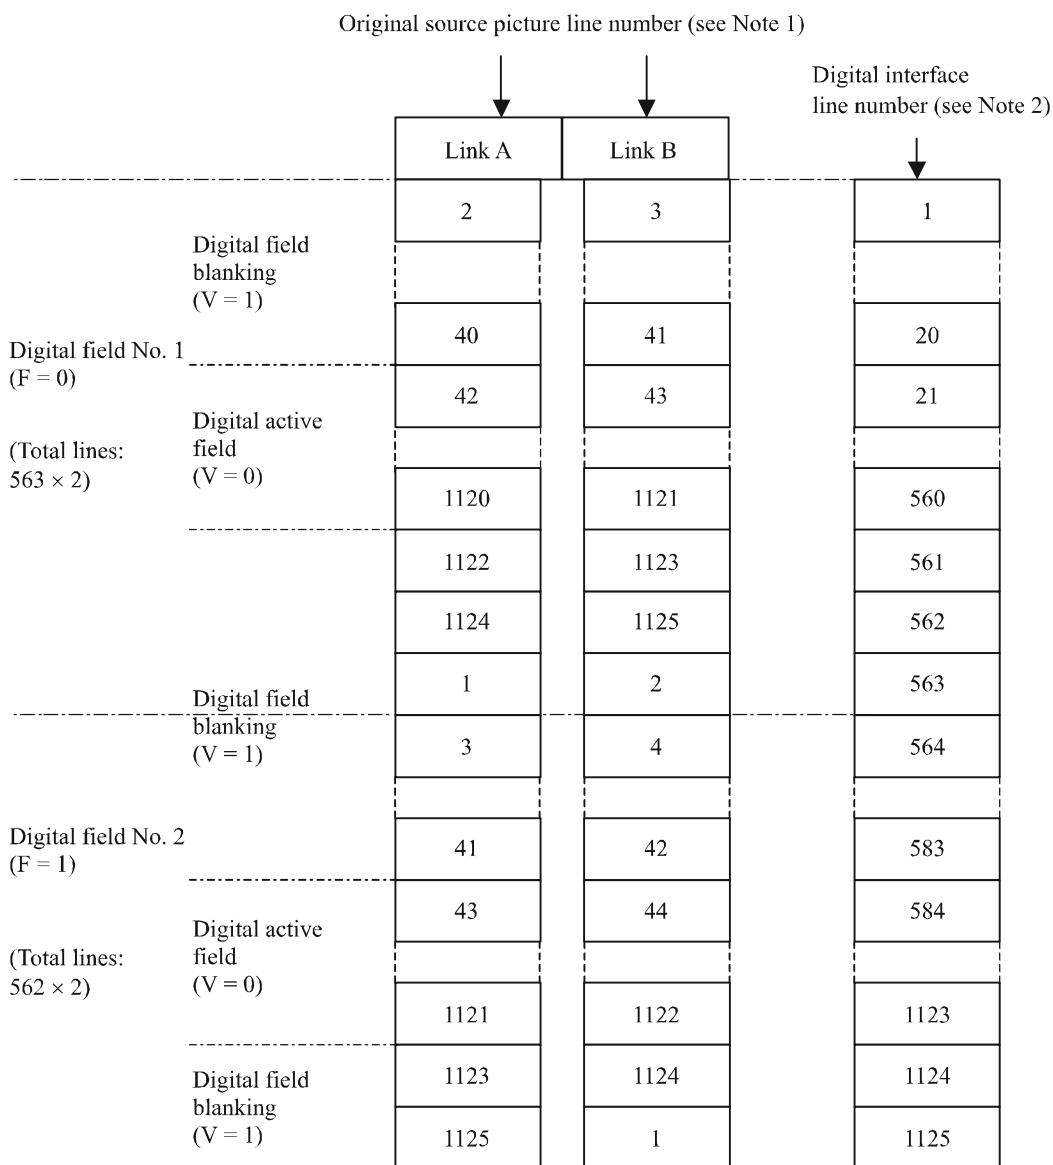 Original source picture line number (see Note 1)
Digital interface
line number (see Note 2)
Link A
Link B
2
3
1
Digital field
blanking
(V = 1)
40
41
20
Digital field No. 1
(F = 0)
42
43
21
Digital active
field
(V = 0)
(Total lines:
563 × 2)
1120
1121
560
1122
1123
561
1124
1125
562
1
2
563
Digital field
blanking
(V = 1)
3
4
564
Digital field No. 2
(F = 1)
41
42
583
43
44
584
Digital active
field
(V = 0)
(Total lines:
562 × 2)
1121
1122
1123
1123
1124
1124
Digital field
blanking
(V = 1)
1125
1
1125